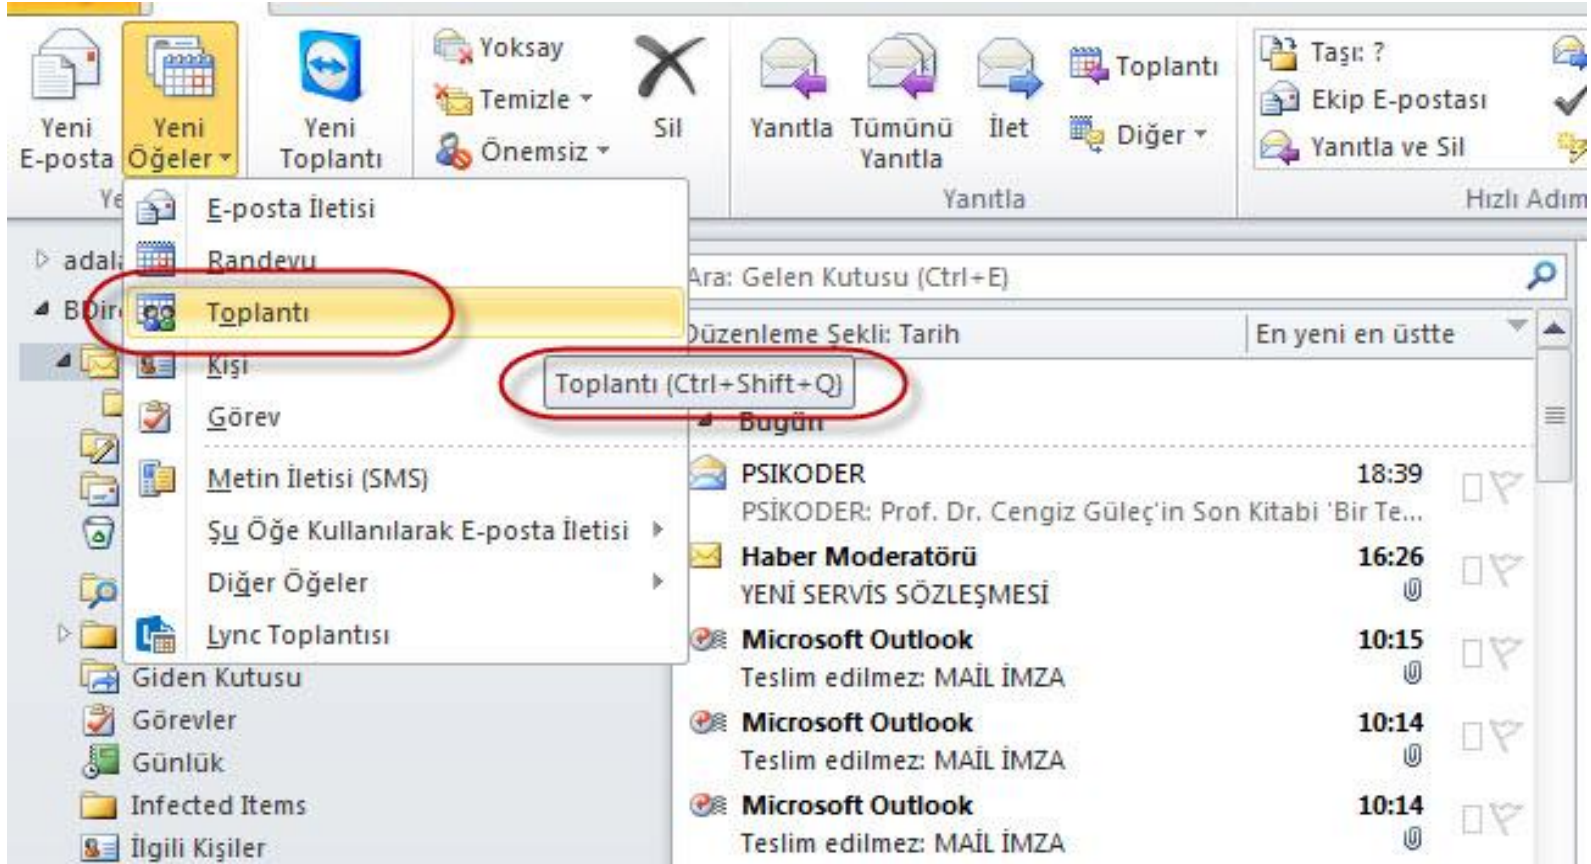 Yeni
E-posta
Yeni
Öğeler
Yeni
Toplantı
Yoksay
Temizle
Önemsiz
Sil
Yanıtla
Tümünü
Yanıtla
İlet
Toplantı
Diğer
Yanıtla
Taşı: ?
Ekip E-postası
Yanıtla ve Sil
Hızlı Adım
E-posta İletisi
Randevu
Toplantı
Kişi
Görev
Metin İletisi (SMS)
Şu Öğe Kullanılarak E-posta İletisi
Diğer Öğeler
Lync Toplantısı
Toplantı (Ctrl+Shift+Q)
Giden Kutusu
Görevler
Günlük
Infected Items
İlgili Kişiler
Ara: Gelen Kutusu (Ctrl+E)
Düzenleme Şekli: Tarih En yeni en üstte
Bugün
PSIKODER 18:39
PSİKODER: Prof. Dr. Cengiz Güleç'in Son Kitabi 'Bir Te...
Haber Moderatörü 16:26
YENİ SERVİS SÖZLEŞMESİ
Microsoft Outlook 10:15
Teslim edilmez: MAİL İMZA
Microsoft Outlook 10:14
Teslim edilmez: MAİL İMZA
Microsoft Outlook 10:14
Teslim edilmez: MAİL İMZA